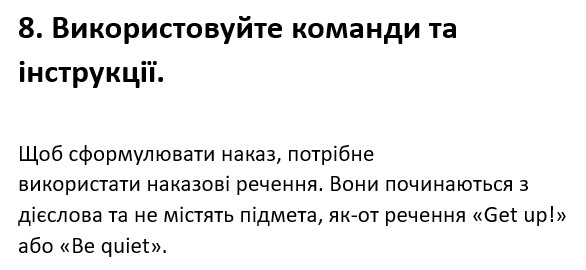 8. Використовуйте команди та
інструкції.
Щоб сформулювати наказ, потрібне
використати наказові речення. Вони починаються з
дієслова та не містять підмета, як-от речення «Get up!»
або «Be quiet».